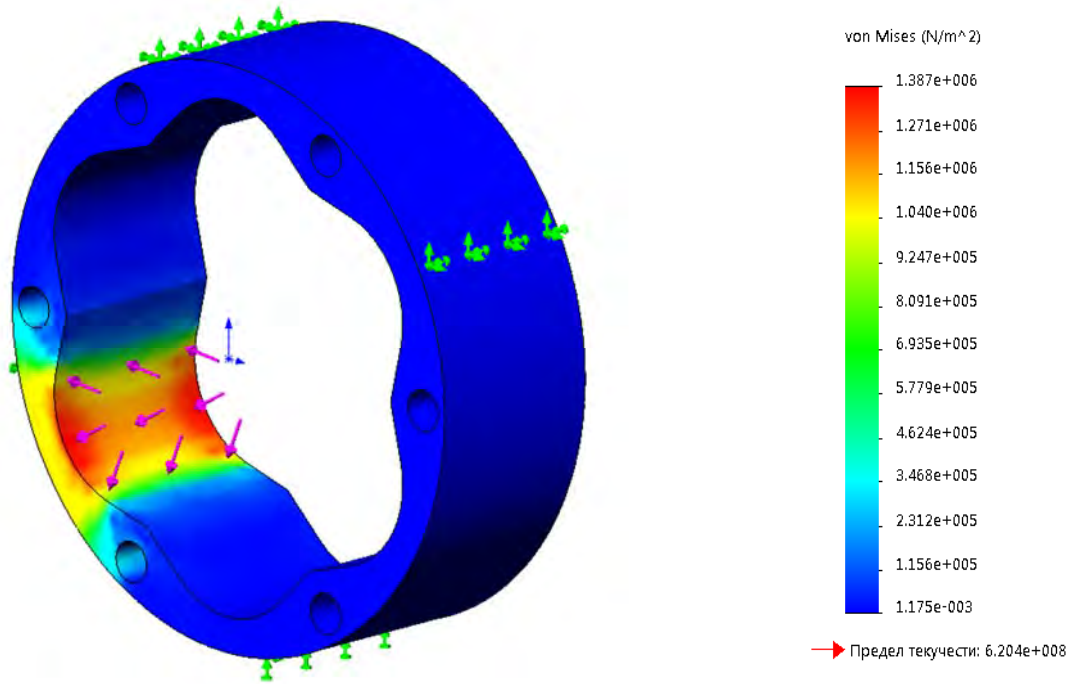 von Mises (N/m^2)
1.387e+006
1.271e+006
1.156e+006
1.040e+006
9.247e+005
8.091e+005
6.935e+005
5.779e+005
4.624e+005
3.468e+005
2.312e+005
1.156e+005
1.175e-003
Предел текучести: 6.204e+008